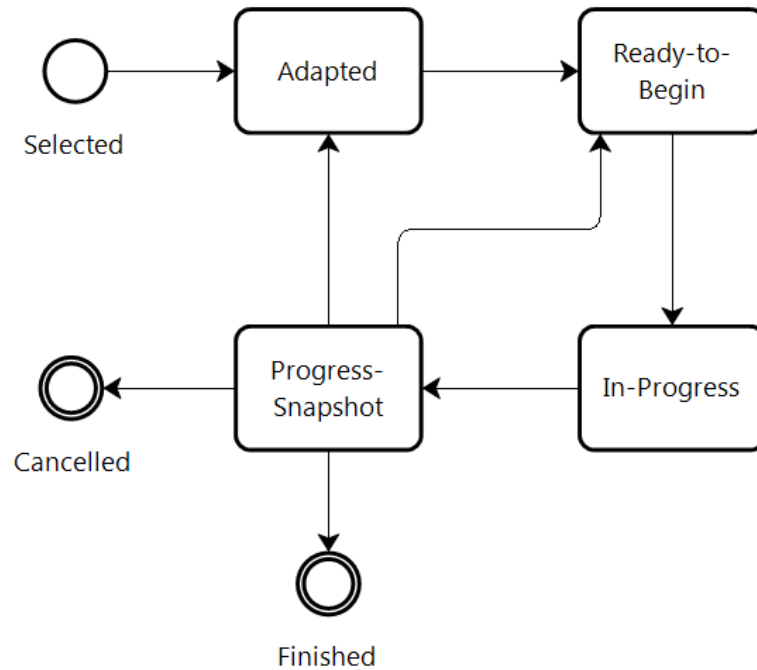 Adapted
Ready-to-
Begin
Selected
Progress-
Snapshot
In-Progress
Cancelled
Finished